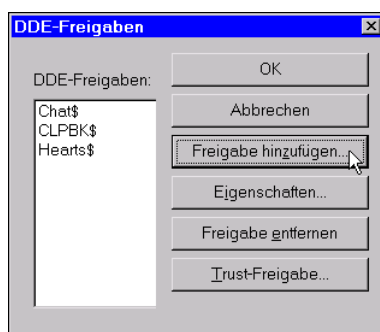 DDE-Freigaben
DDE-Freigaben:
Chat$
CLPBK$
Hearts$
OK
Abbrechen
Freigabe hinzufügen...
Eigenschaften...
Freigabe entfernen
Trust-Freigabe...